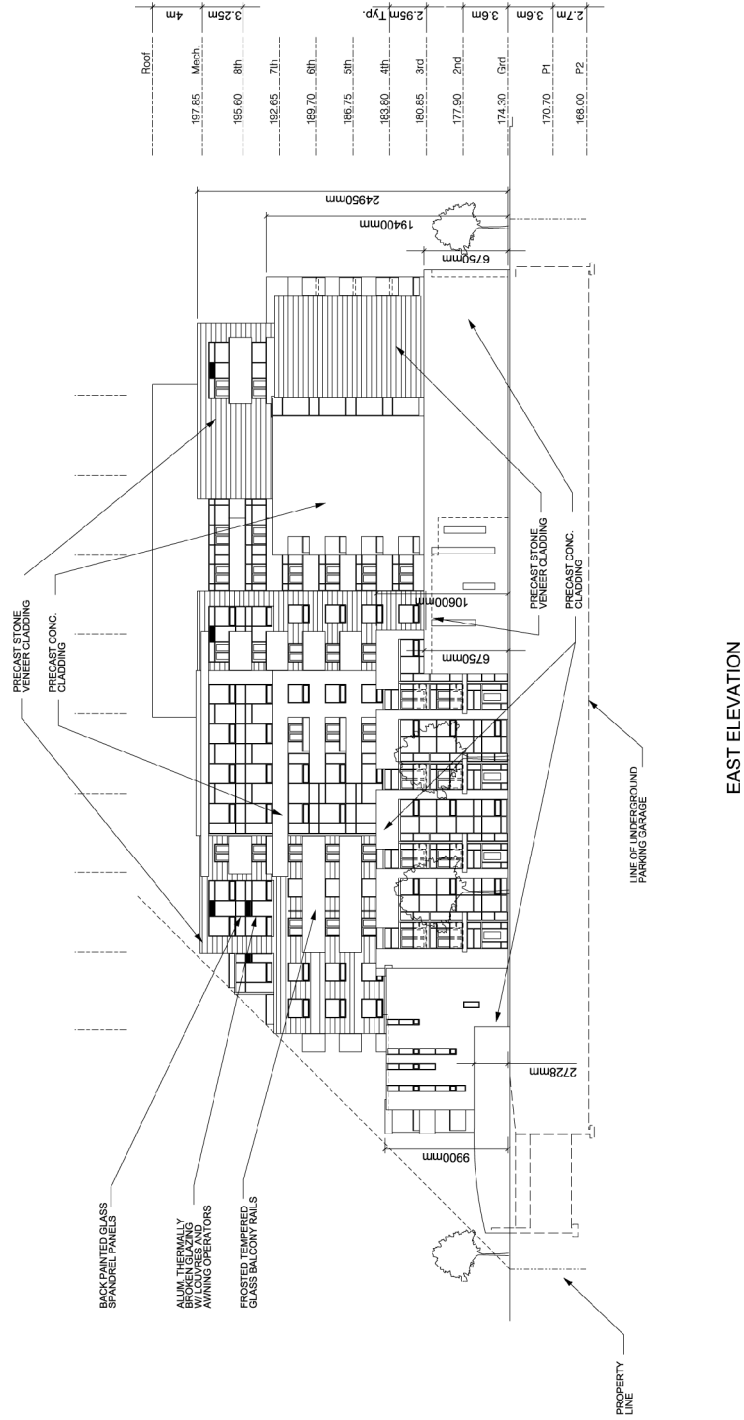 PRECAST STONE
VENEER CLADDING
PRECAST CONC.
CLADDING
BACK PAINTED GLASS
SPANDREL PANELS
ALUM. THERMALLY
BROKEN GLAZING
W/ LOUVRES AND
AWNING OPERATORS
FROSTED TEMPERED
GLASS BALCONY RAILS
PROPERTY
LINE
9900mm
2728mm
6750mm
10600mm
6750mm
19400mm
24950mm
PRECAST STONE
VENEER CLADDING
PRECAST CONC.
CLADDING
LINE OF UNDERGROUND
PARKING GARAGE
Roof
197.85 Mech
195.60 8th
192.65 7th
189.70 6th
186.75 5th
183.80 4th
180.85 3rd
177.90 2nd
174.30 Grd
170.70 P1
168.00 P2
4m
3.25m
2.95m Typ.
3.6m
3.6m
2.7m
EAST ELEVATION